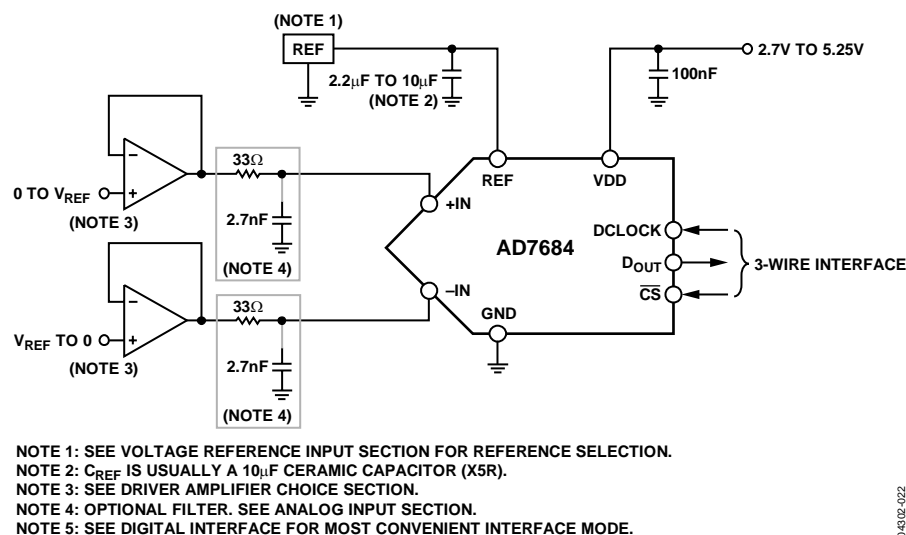 (NOTE 1)
REF
2.2μF TO 10μF
(NOTE 2)
100nF
2.7V TO 5.25V
33Ω
0 TO VREF
(NOTE 3)
2.7nF
(NOTE 4)
REF
VDD
+IN
AD7684
DCLOCK
DOUT
CS
3-WIRE INTERFACE
–IN
GND
33Ω
VREF TO 0
(NOTE 3)
2.7nF
(NOTE 4)
NOTE 1: SEE VOLTAGE REFERENCE INPUT SECTION FOR REFERENCE SELECTION.
NOTE 2: CREF IS USUALLY A 10μF CERAMIC CAPACITOR (X5R).
NOTE 3: SEE DRIVER AMPLIFIER CHOICE SECTION.
NOTE 4: OPTIONAL FILTER. SEE ANALOG INPUT SECTION.
NOTE 5: SEE DIGITAL INTERFACE FOR MOST CONVENIENT INTERFACE MODE.
04302-022